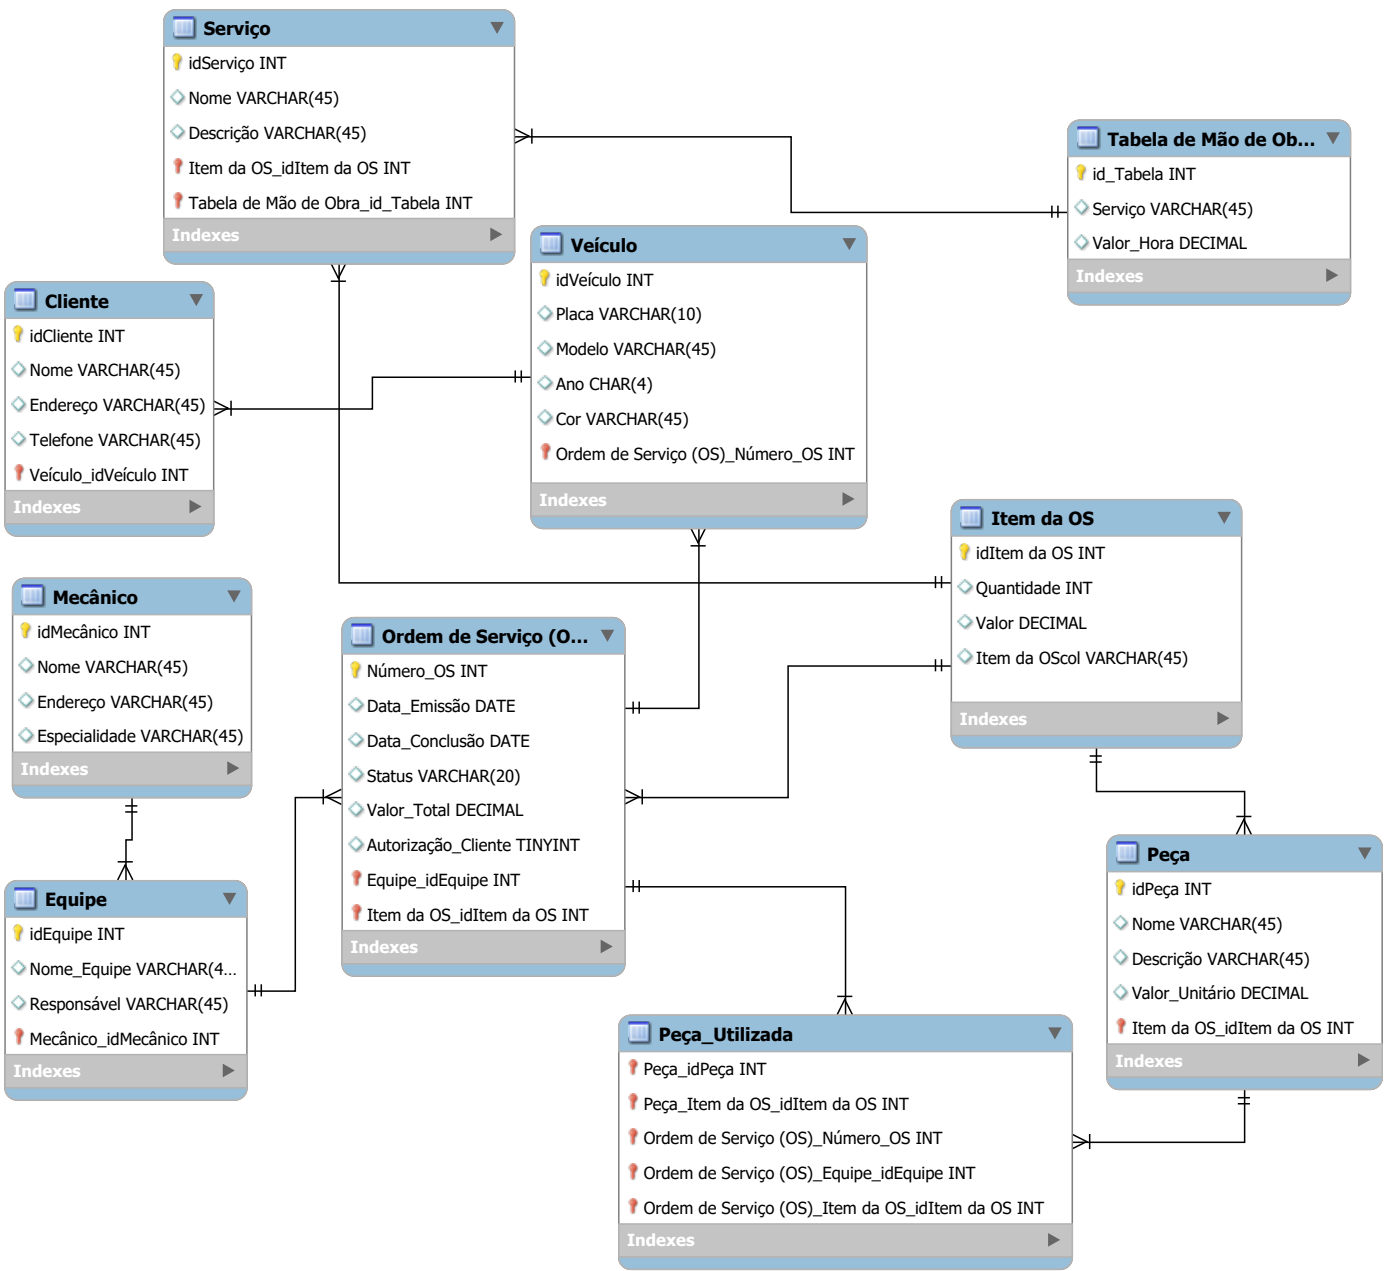 Serviço
idServiço INT
Nome VARCHAR(45)
Descrição VARCHAR(45)
Item da OS_idItem da OS INT
Tabela de Mão de Obra_id_Tabela INT
Indexes
Tabela de Mão de Ob...
id_Tabela INT
Serviço VARCHAR(45)
Valor_Hora DECIMAL
Indexes
Veículo
idVeículo INT
Placa VARCHAR(10)
Modelo VARCHAR(45)
Ano CHAR(4)
Cor VARCHAR(45)
Ordem de Serviço (OS)_Número_OS INT
Indexes
Cliente
idCliente INT
Nome VARCHAR(45)
Endereço VARCHAR(45)
Telefone VARCHAR(45)
Veículo_idVeículo INT
Indexes
Item da OS
idItem da OS INT
Quantidade INT
Valor DECIMAL
Item da OScol VARCHAR(45)
Indexes
Mecânico
idMecânico INT
Nome VARCHAR(45)
Endereço VARCHAR(45)
Especialidade VARCHAR(45)
Indexes
Ordem de Serviço (O...
Número_OS INT
Data_Emissão DATE
Data_Conclusão DATE
Status VARCHAR(20)
Valor_Total DECIMAL
Autorização_Cliente TINYINT
Equipe_idEquipe INT
Item da OS_idItem da OS INT
Indexes
Peça
idPeça INT
Nome VARCHAR(45)
Descrição VARCHAR(45)
Valor_Unitário DECIMAL
Item da OS_idItem da OS INT
Indexes
Equipe
idEquipe INT
Nome_Equipe VARCHAR(4...
Responsável VARCHAR(45)
Mecânico_idMecânico INT
Indexes
Peça_Utilizada
Peça_idPeça INT
Peça_Item da OS_idItem da OS INT
Ordem de Serviço (OS)_Número_OS INT
Ordem de Serviço (OS)_Equipe_idEquipe INT
Ordem de Serviço (OS)_Item da OS_idItem da OS INT
Indexes